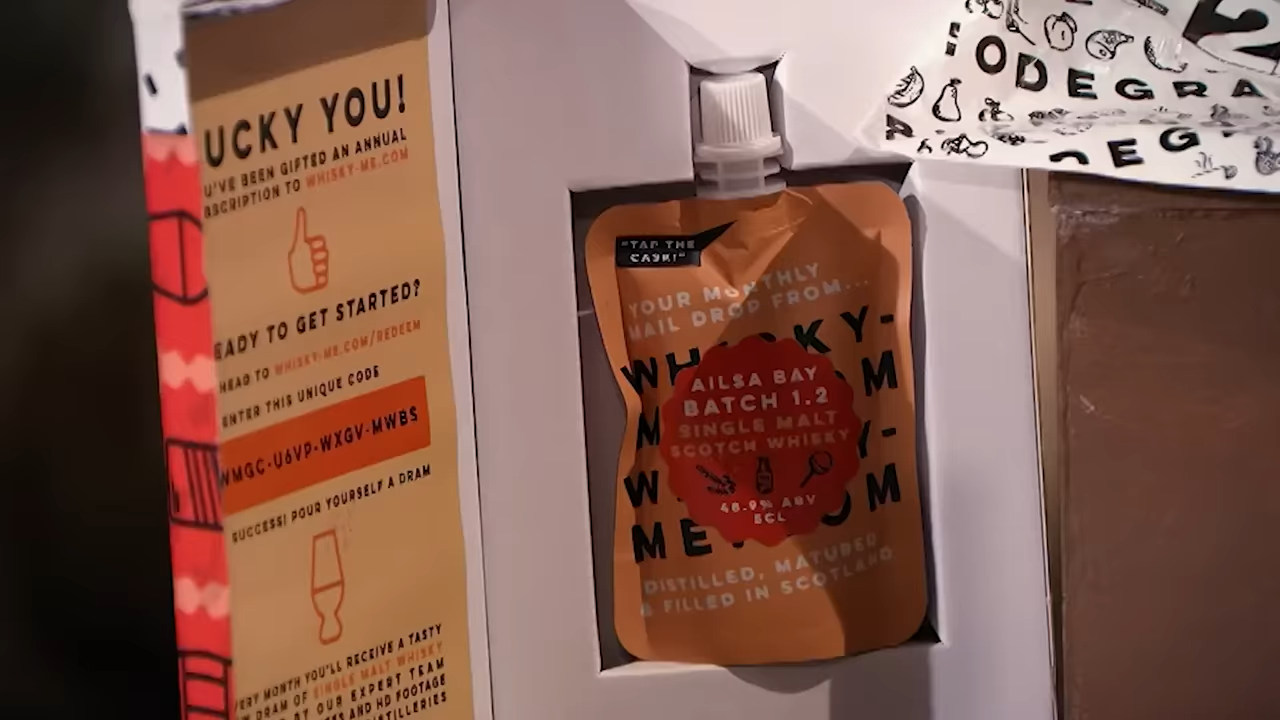 UCKY YOU!
U'VE BEEN GIFTED AN ANNUAL
BSCRIPTION TO WHISKY-ME.COM
EADY TO GET STARTED?
HEAD TO WHISKY-ME.COM/REDEEM
ENTER THIS UNIQUE CODE
WMGC-U6VP-WXGV-MWBS
SUCCESS! POUR YOURSELF A DRAM
VERY MONTH YOU'LL RECEIVE A TASTY
DRAM OF SINGLE MALT WHISKY
BY OUR EXPERT TEAM
AND HD FOOTAGE
DISTILLERIES
"TAP THE
CASK!"
YOUR MONTHLY
MAIL DROP FROM...
WHISKY-
M
AILSA BAY
BATCH 1.2
SINGLE MALT
SCOTCH WHISKY
48.9% ABV
5CL
M Y-
W M
ME OM
DISTILLED, MATURED
& FILLED IN SCOTLAND
2
ODEGRA
EG